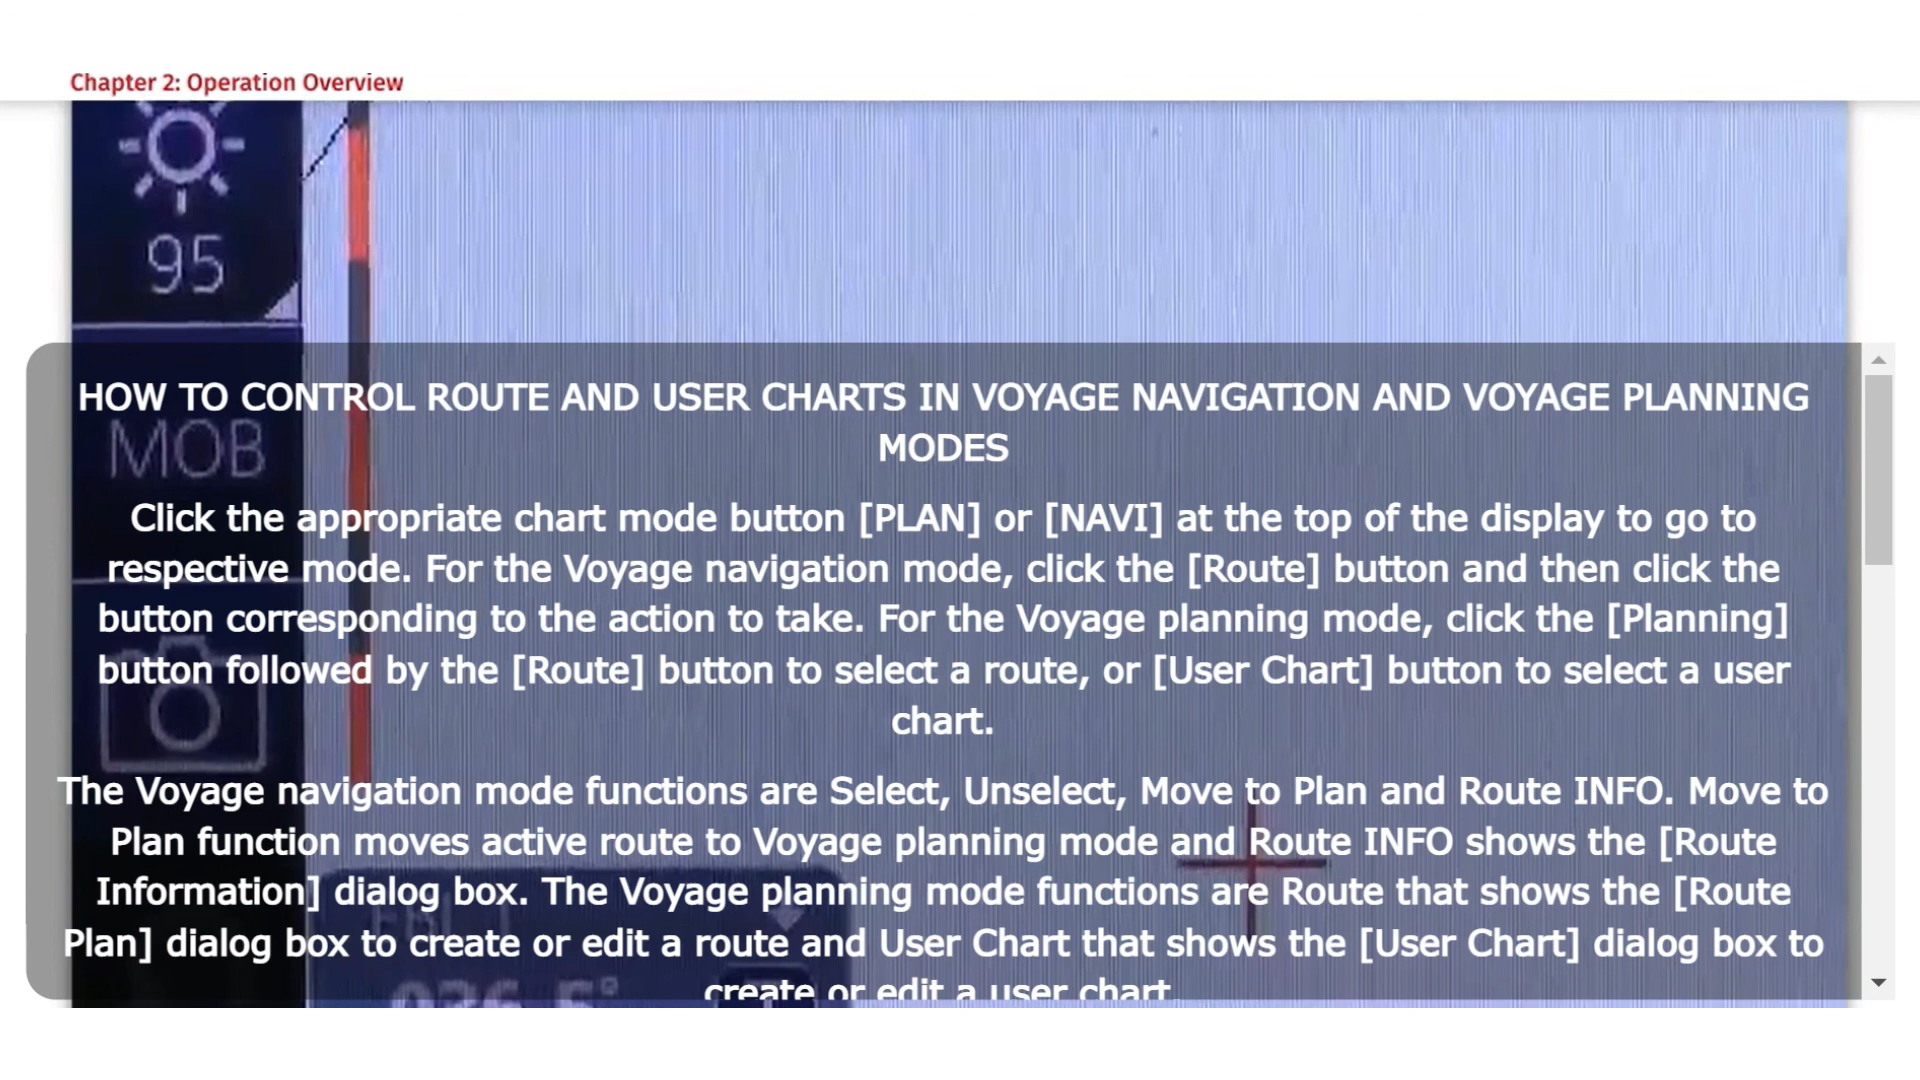 Chapter 2: Operation Overview
95
HOW TO CONTROL ROUTE AND USER CHARTS IN VOYAGE NAVIGATION AND VOYAGE PLANNING
MODES
MOB
Click the appropriate chart mode button [PLAN] or [NAVI] at the top of the display to go to
respective mode. For the Voyage navigation mode, click the [Route] button and then click the
button corresponding to the action to take. For the Voyage planning mode, click the [Planning]
button followed by the [Route] button to select a route, or [User Chart] button to select a user
chart.
The Voyage navigation mode functions are Select, Unselect, Move to Plan and Route INFO. Move to
Plan function moves active route to Voyage planning mode and Route INFO shows the [Route
Information] dialog box. The Voyage planning mode functions are Route that shows the [Route
Plan] dialog box to create or edit a route and User Chart that shows the [User Chart] dialog box to
create or edit a user chart